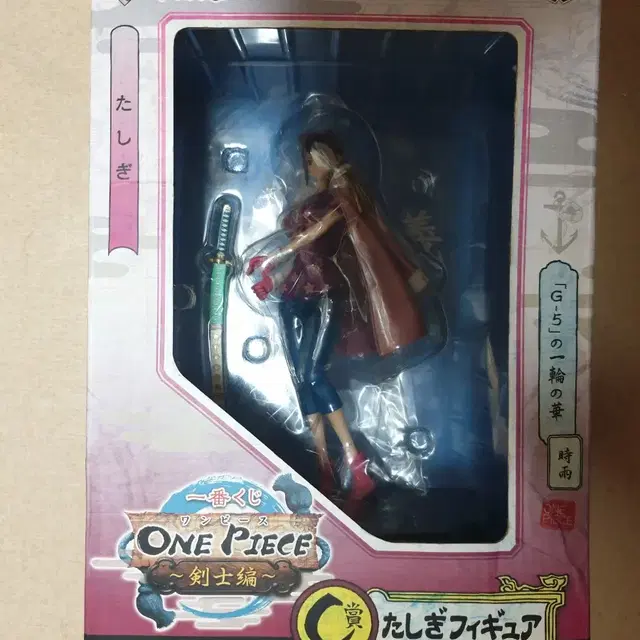 たしぎ
「G-5」の一輪の華
時雨
一番くじ
ワンピース
ONE PIECE
~剣士編~
C賞
たしぎフィギュア